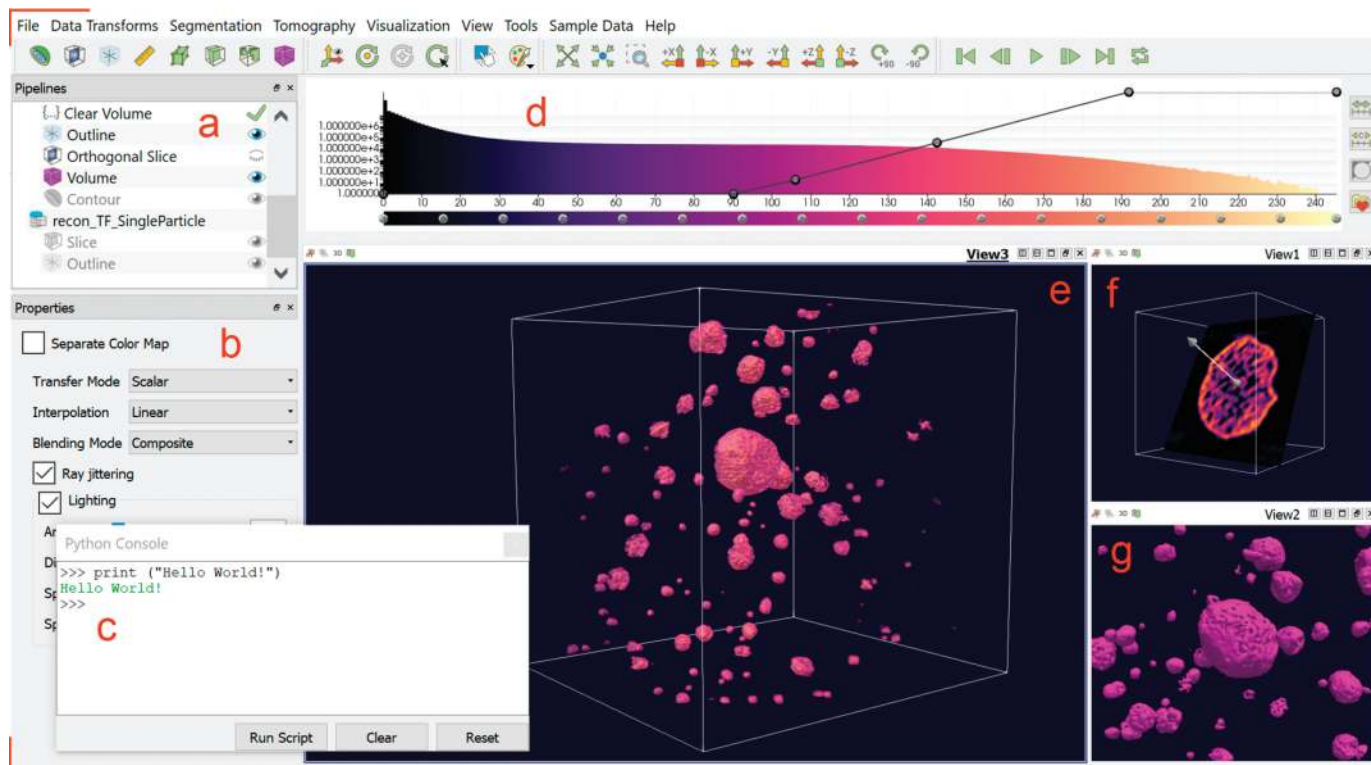 File Data Transforms Segmentation Tomography Visualization View Tools Sample Data Help
+X -X +Y -Y +Z -Z +90 -90
Pipelines
{...} Clear Volume
a
Outline
Orthogonal Slice
Volume
Contour
recon_TF_SingleParticle
Slice
Outline
d
1.000000e+6
1.000000e+5
1.000000e+4
1.000000e+3
1.000000e+2
1.000000e+1
1.000000
0 10 20 30 40 50 60 70 80 90 100 110 120 130 140 150 160 170 180 190 200 210 220 230 240
Properties
b
Separate Color Map
Transfer Mode Scalar
Interpolation Linear
Blending Mode Composite
Ray jittering
Lighting
Python Console
>>> print ("Hello World!")
Hello World!
>>>
c
Run Script Clear Reset
3D
View3
e
3D
View1
f
3D
View2
g